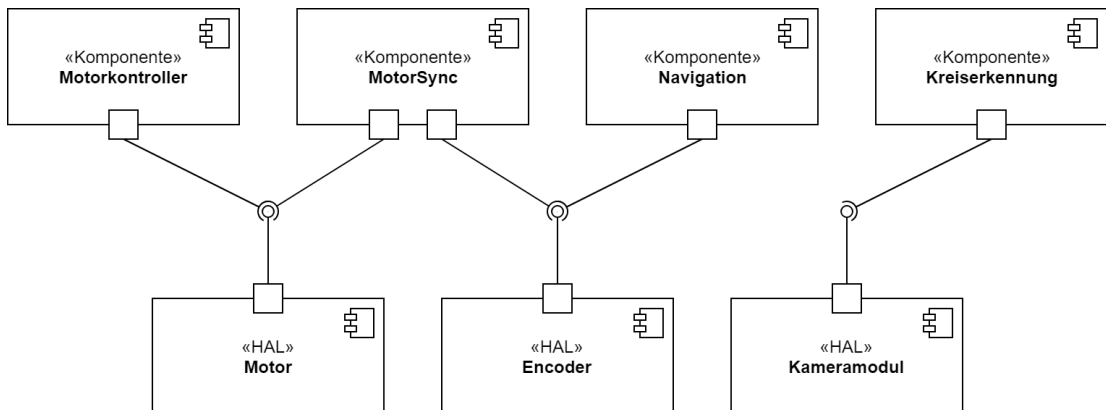 «Komponente»
Motorkontroller
«Komponente»
MotorSync
«Komponente»
Navigation
«Komponente»
Kreiserkennung
«HAL»
Motor
«HAL»
Encoder
«HAL»
Kameramodul